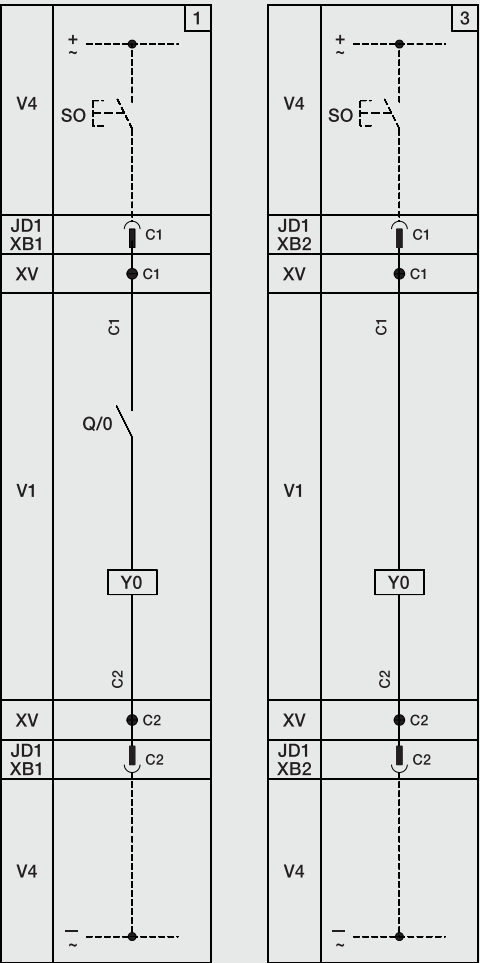 1
+
~
V4
SO
JD1
XB1
C1
XV
C1
C1
Q/0
V1
Y0
C2
XV
C2
JD1
XB1
C2
V4
—
~
3
+
~
V4
SO
JD1
XB2
C1
XV
C1
C1
V1
Y0
C2
XV
C2
JD1
XB2
C2
V4
—
~